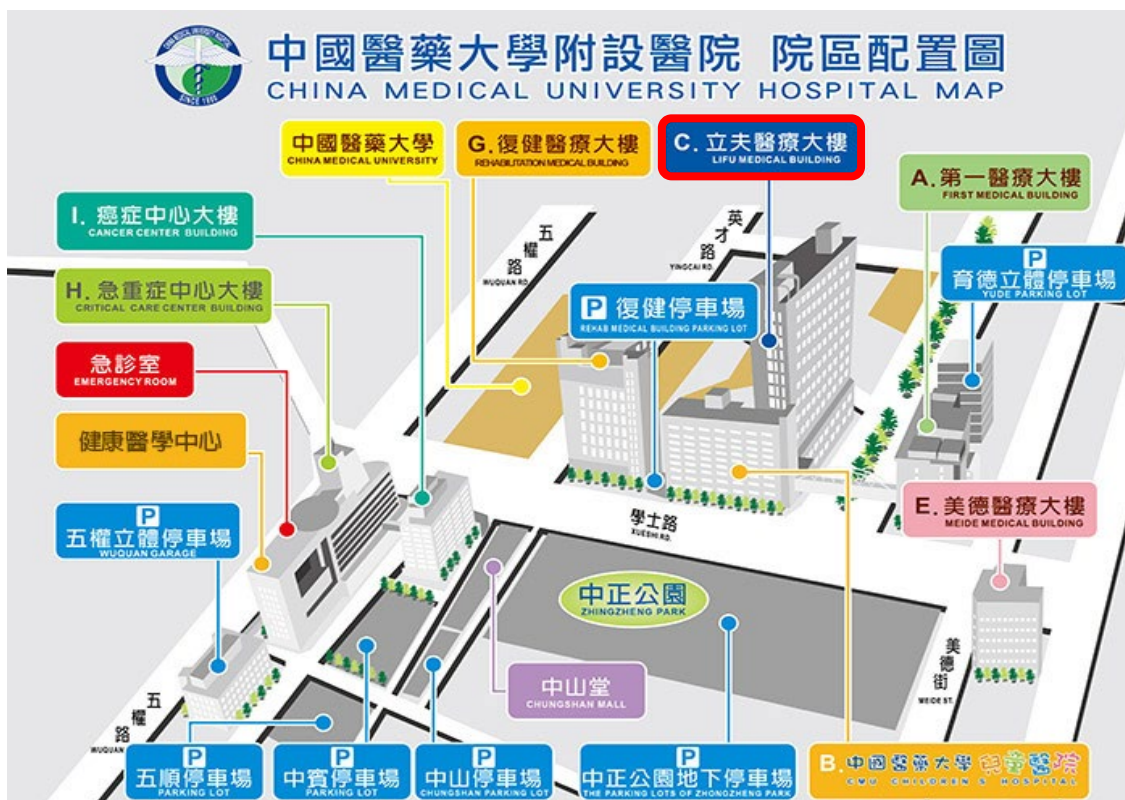 CHINA MEDICAL UNIVERSITY HOSPITAL
SINCE 1980
中國醫藥大學附設醫院 院區配置圖
CHINA MEDICAL UNIVERSITY HOSPITAL MAP
中國醫藥大學
CHINA MEDICAL UNIVERSITY
G. 復健醫療大樓
REHABILITATION MEDICAL BUILDING
C. 立夫醫療大樓
LIFU MEDICAL BUILDING
A. 第一醫療大樓
FIRST MEDICAL BUILDING
I. 癌症中心大樓
CANCER CENTER BUILDING
五權路
WUQUAN RD.
英才路
YINGCAI RD.
P
育德立體停車場
YUDE PARKING LOT
H. 急重症中心大樓
CRITICAL CARE CENTER BUILDING
P 復健停車場
REHAB MEDICAL BUILDING PARKING LOT
急診室
EMERGENCY ROOM
健康醫學中心
E. 美德醫療大樓
MEIDE MEDICAL BUILDING
P
五權立體停車場
WUQUAN GARAGE
學士路
XUESHI RD.
中正公園
ZHINGZHENG PARK
中山堂
CHUNGSHAN MALL
美德街
MEIDE ST.
五權路
WUQUAN
P
五順停車場
PARKING LOT
P
中賓停車場
PARKING LOT
P
中山停車場
CHUNGSHAN PARKING LOT
P
中正公園地下停車場
THE PARKING LOTS OF ZHONGZHENG PARK
B. 中國醫藥大學 兒童醫院
CMU CHILDREN'S HOSPITAL